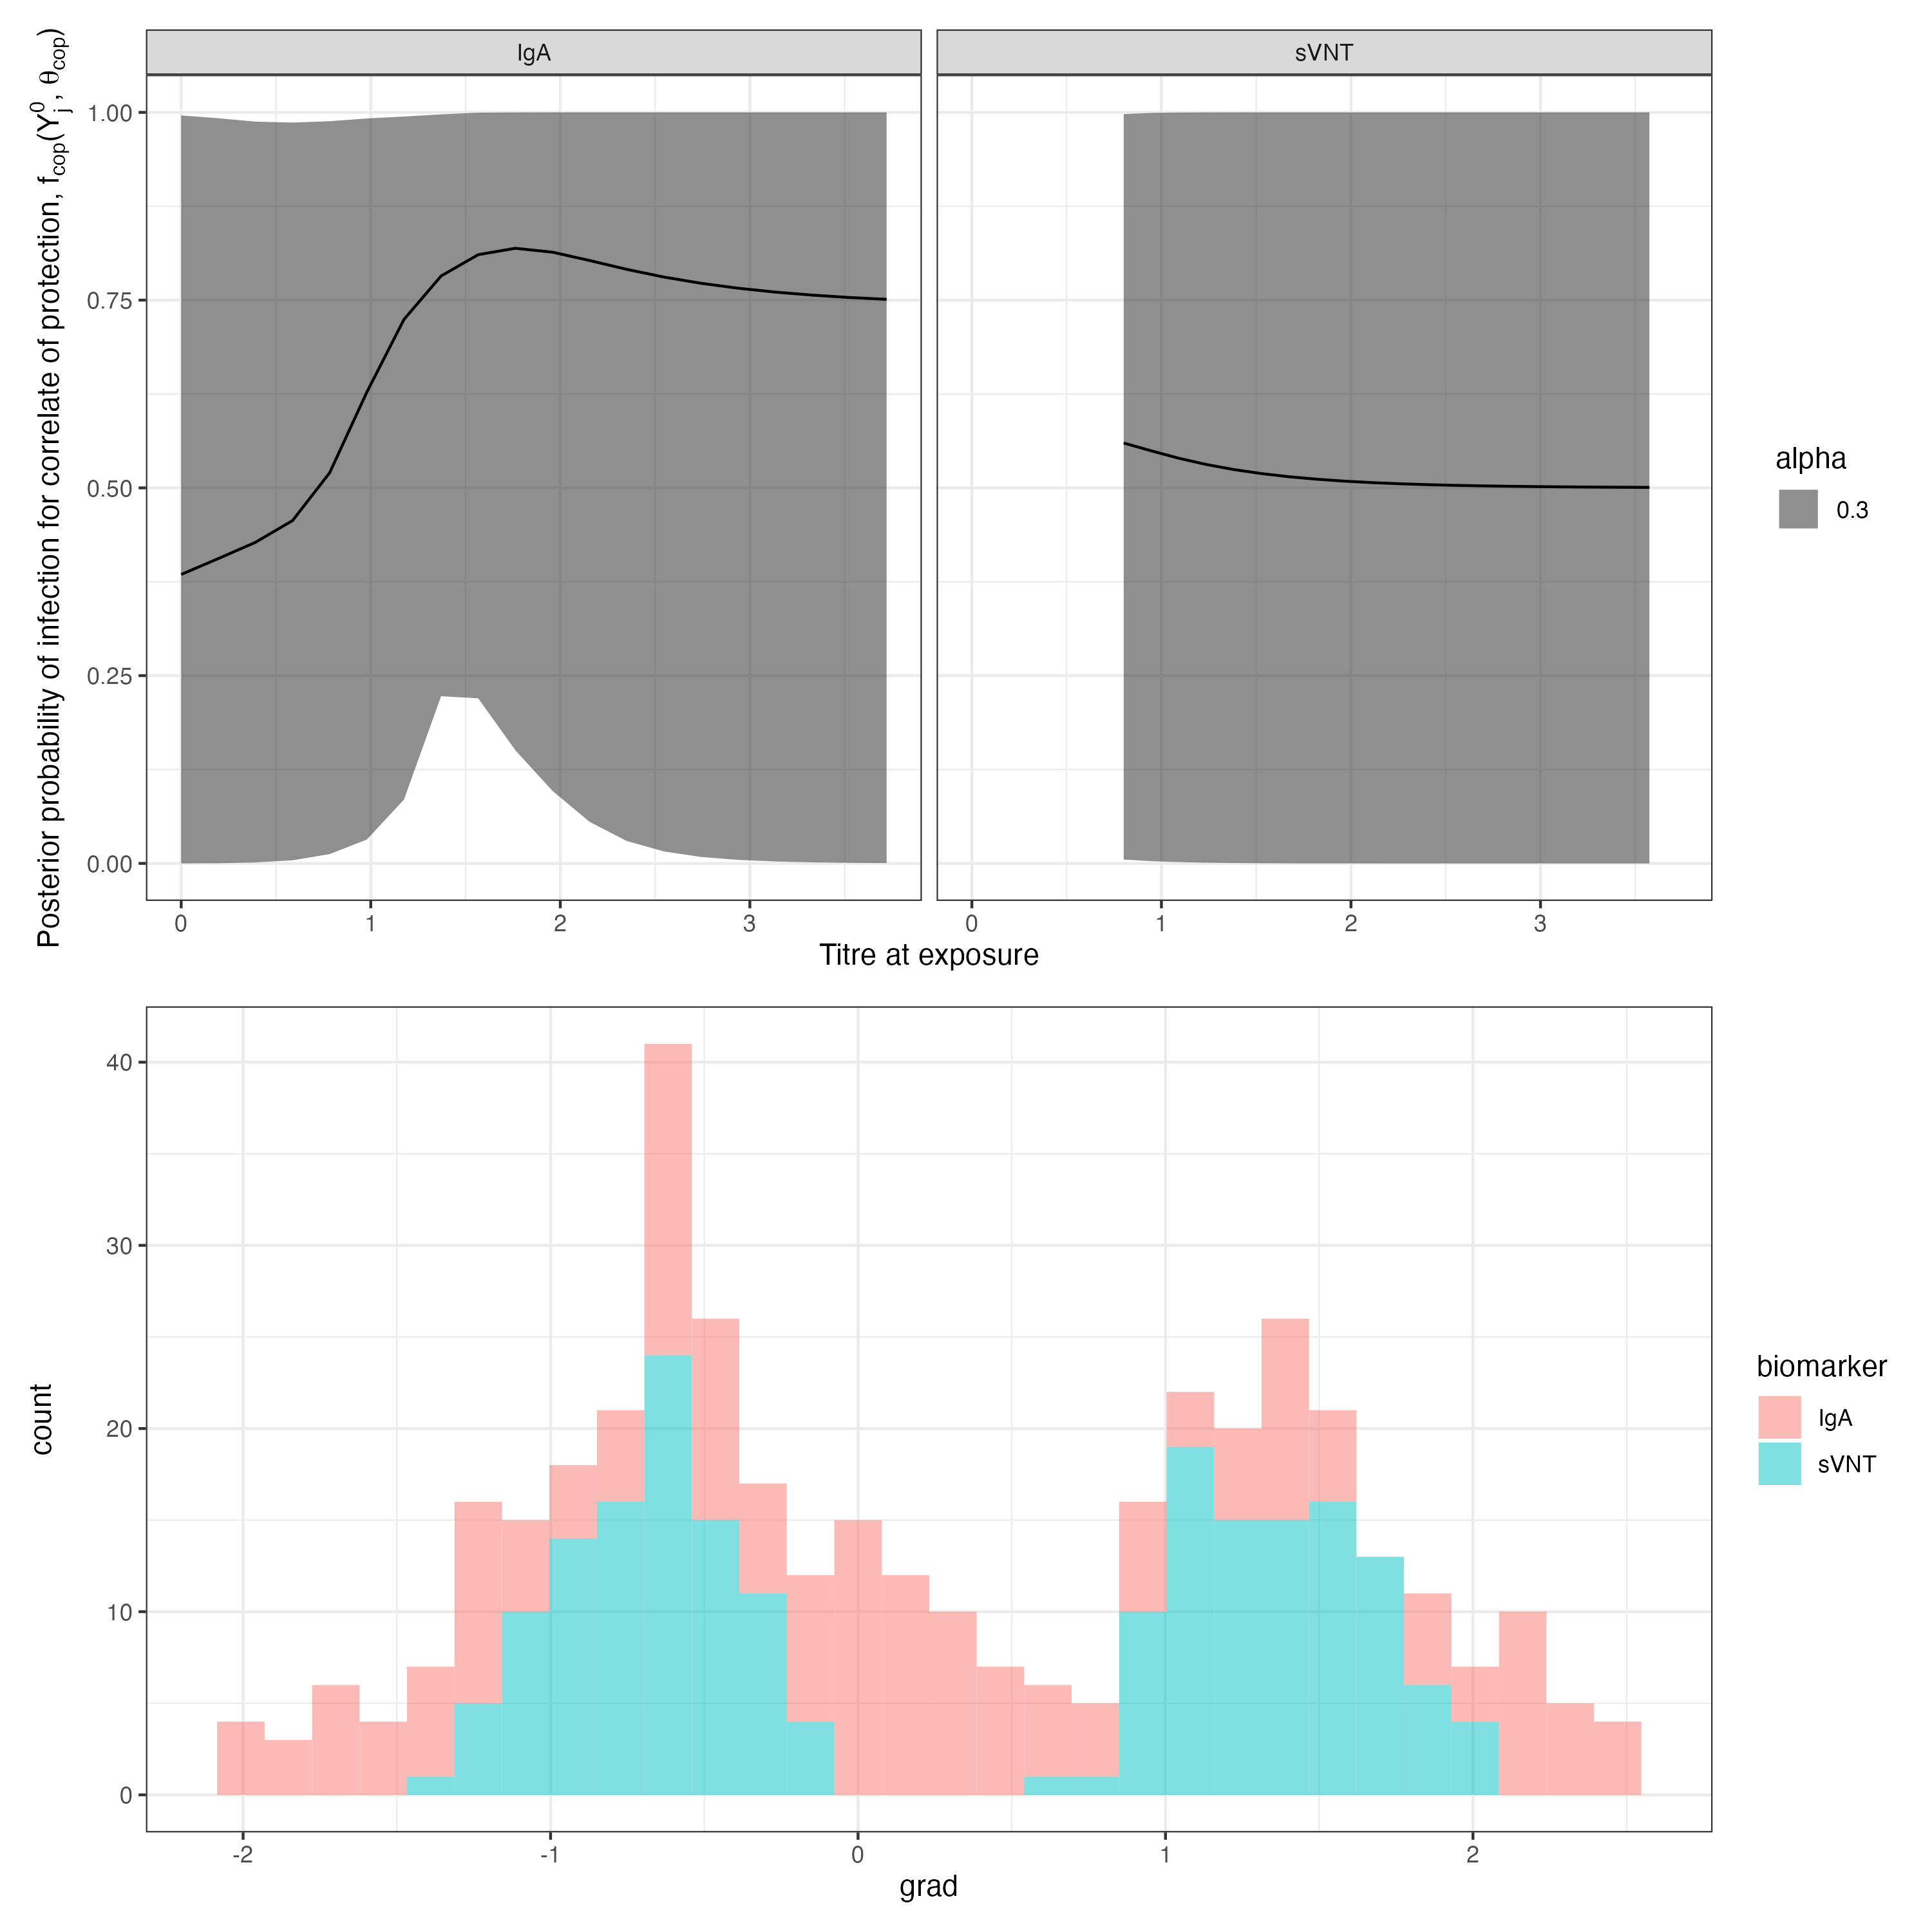 IgA
sVNT
Posterior probability of infection for correlate of protection, f_cop(Y_j^0, θ_cop)
1.00
0.75
0.50
0.25
0.00
0 1 2 3
0 1 2 3
Titre at exposure
alpha
0.3
40
30
20
10
0
count
-2 -1 0 1 2
grad
biomarker
IgA
sVNT